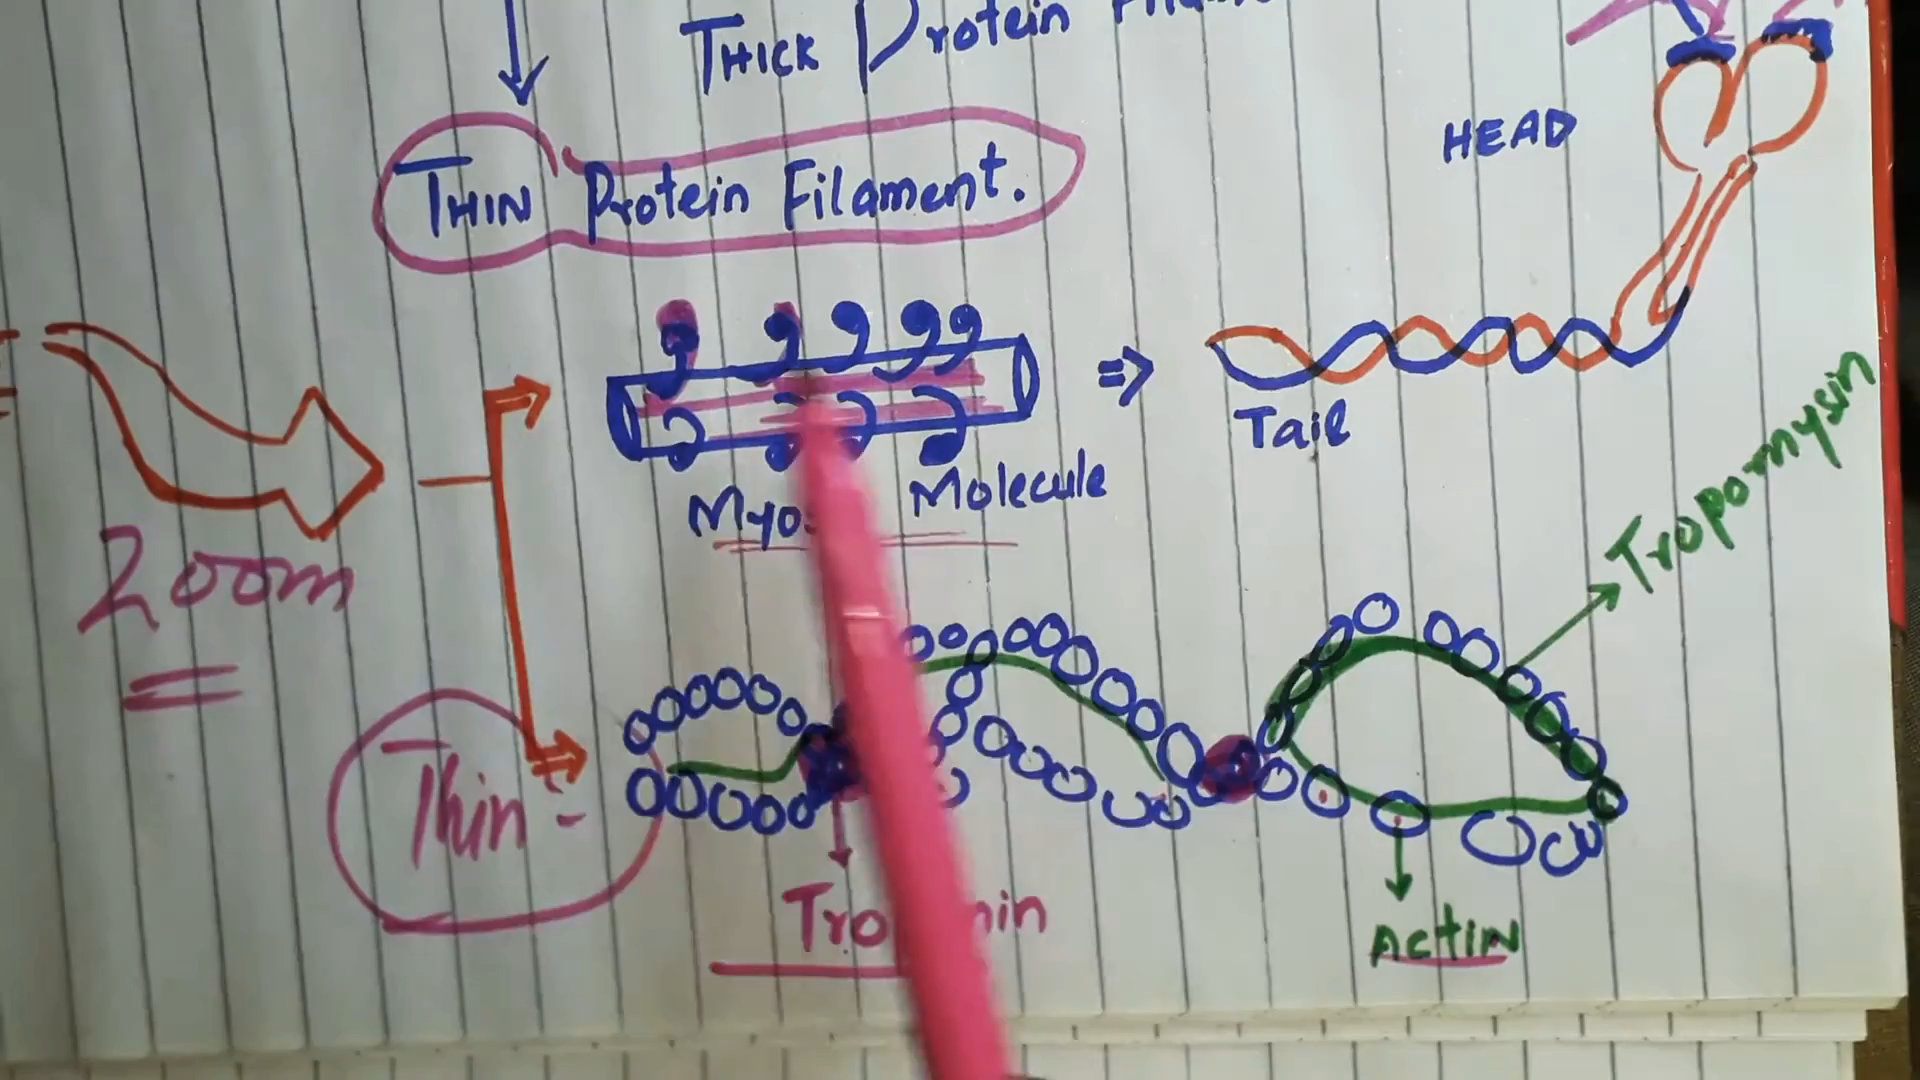 THICK Protein
THIN Protein Filament.
HEAD
Tail
Molecule
Tropomysin
Zoom
Thin -
ACTIN